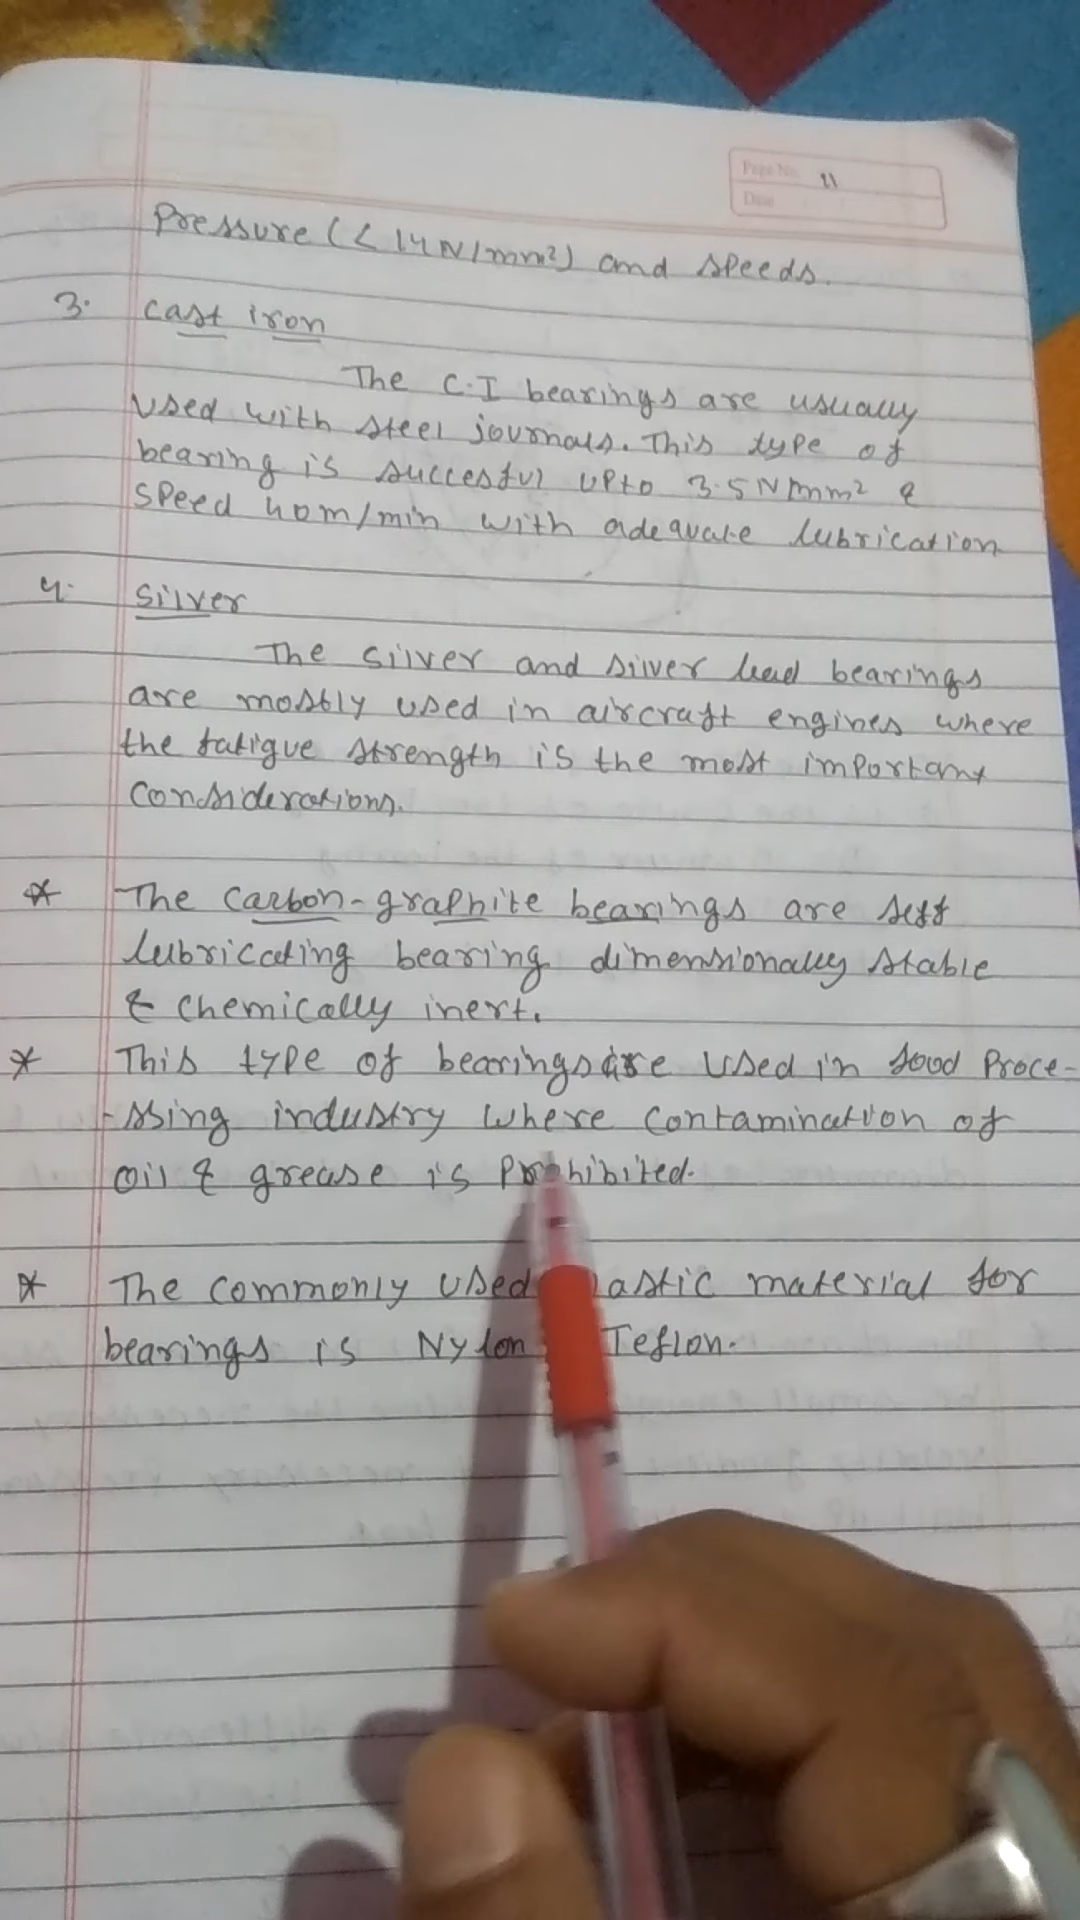 Page No. 11
Date
Pressure (< 14 N/mm²) and speeds.
3. Cast iron
The C.I bearings are usually
used with steel journals. This type of
bearing is succesful upto 3.5 N/mm² &
speed 40m/min with adequate lubrication
4. Silver
The silver and silver lead bearings
are mostly used in aircraft engines where
the fatigue strength is the most important
Considerations.
* The carbon-graphite bearings are self
lubricating bearing dimensionally stable
& chemically inert.
* This type of bearings are used in food Proce-
-ssing industry where contamination of
oil & grease is Prohibited.
* The commonly used lastic material for
bearings is Nylon Teflon.